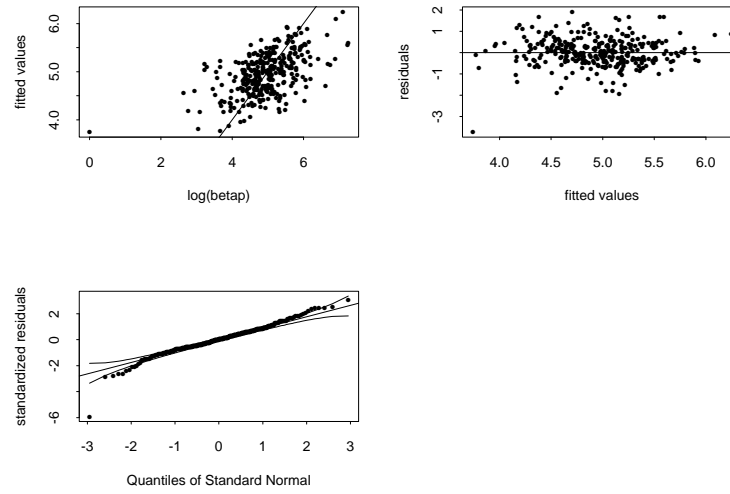 fitted values
4.0 5.0 6.0
0 2 4 6
log(betap)
residuals
-3 -1 1 2
4.0 4.5 5.0 5.5 6.0
fitted values
standardized residuals
-6 -2 0 2
-3 -2 -1 0 1 2 3
Quantiles of Standard Normal